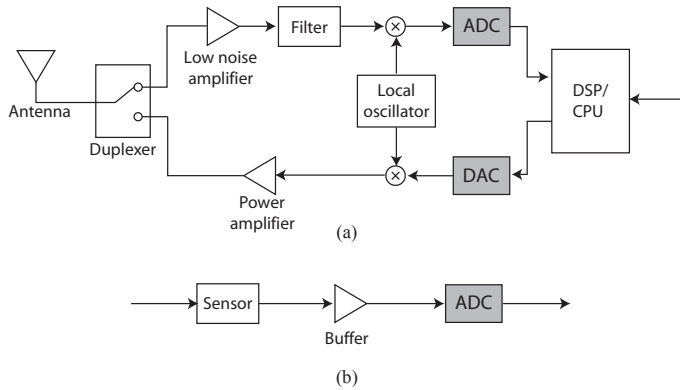 Antenna
Duplexer
Low noise
amplifier
Filter
×
ADC
Local
oscillator
DSP/
CPU
×
DAC
Power
amplifier
(a)
Sensor
Buffer
ADC
(b)